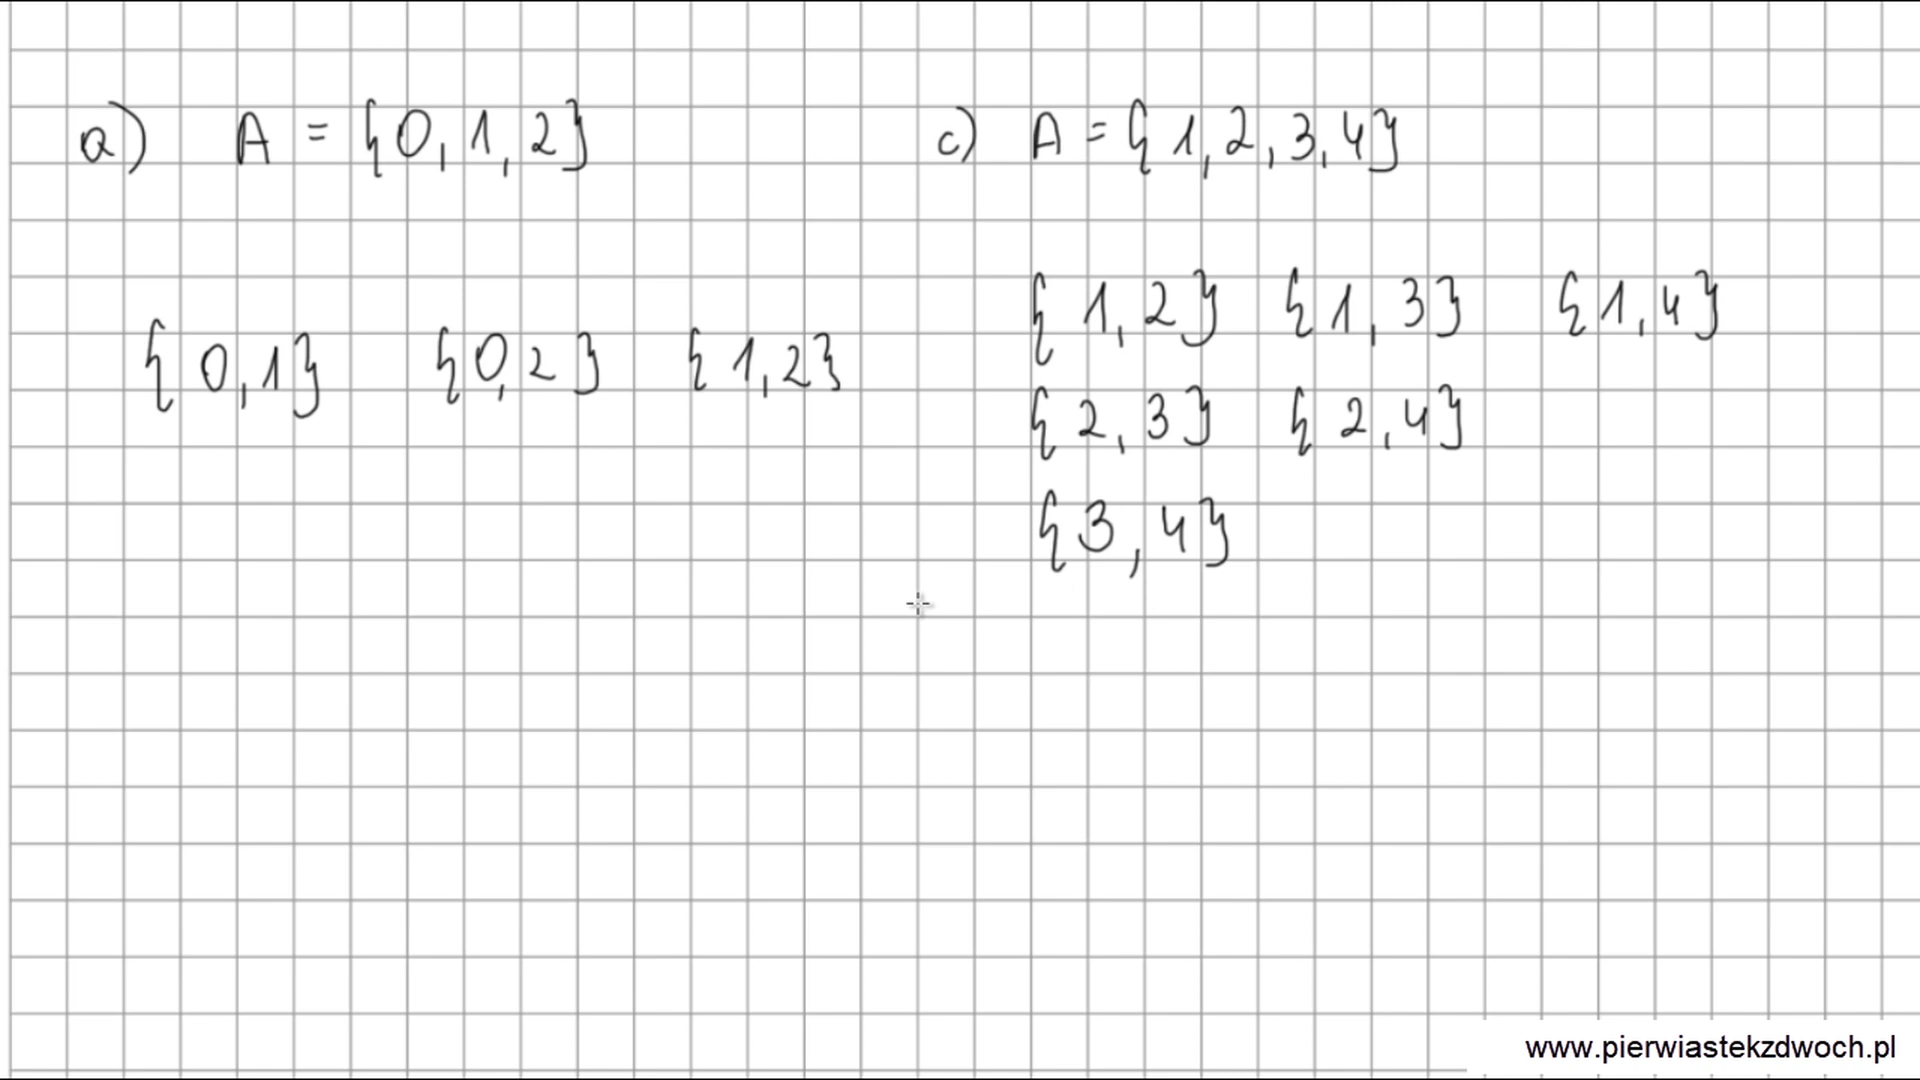 a) A = {0, 1, 2}
{0, 1} {0, 2} {1, 2}
c) A = {1, 2, 3, 4}
{1, 2} {1, 3} {1, 4}
{2, 3} {2, 4}
{3, 4}
www.pierwiastekzdwoch.pl